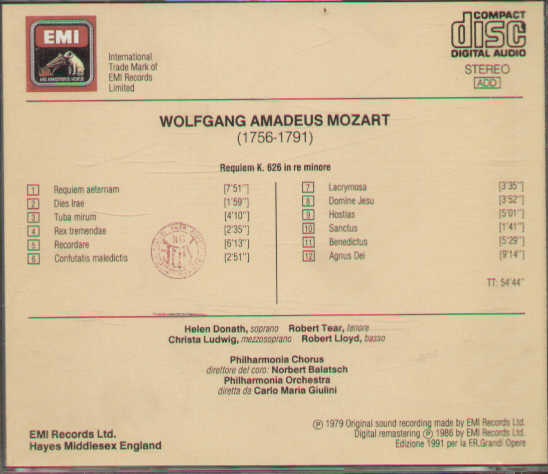 EMI
HIS MASTER'S VOICE
International
Trade Mark of
EMI Records
Limited
COMPACT
disc
DIGITAL AUDIO
STEREO
ADD
WOLFGANG AMADEUS MOZART
(1756-1791)
Requiem K. 626 in re minore
1 Requiem aeternam [7'51"]
2 Dies Irae [1'59"]
3 Tuba mirum [4'10"]
4 Rex tremendae [2'35"]
5 Recordare [6'13"]
6 Confutatis maledictis [2'51"]
7 Lacrymosa [3'35"]
8 Domine Jesu [3'52"]
9 Hostias [5'01"]
10 Sanctus [1'41"]
11 Benedictus [5'29"]
12 Agnus Dei [9'14"]
TT: 54'44"
Helen Donath, soprano Robert Tear, tenore
Christa Ludwig, mezzosoprano Robert Lloyd, basso
Philharmonia Chorus
direttore del coro: Norbert Balatsch
Philharmonia Orchestra
diretta da Carlo Maria Giulini
EMI Records Ltd.
Hayes Middlesex England
℗ 1979 Original sound recording made by EMI Records Ltd.
Digital remastering ℗ 1986 by EMI Records Ltd.
Edizione 1991 per la F.R. Grandi Opere